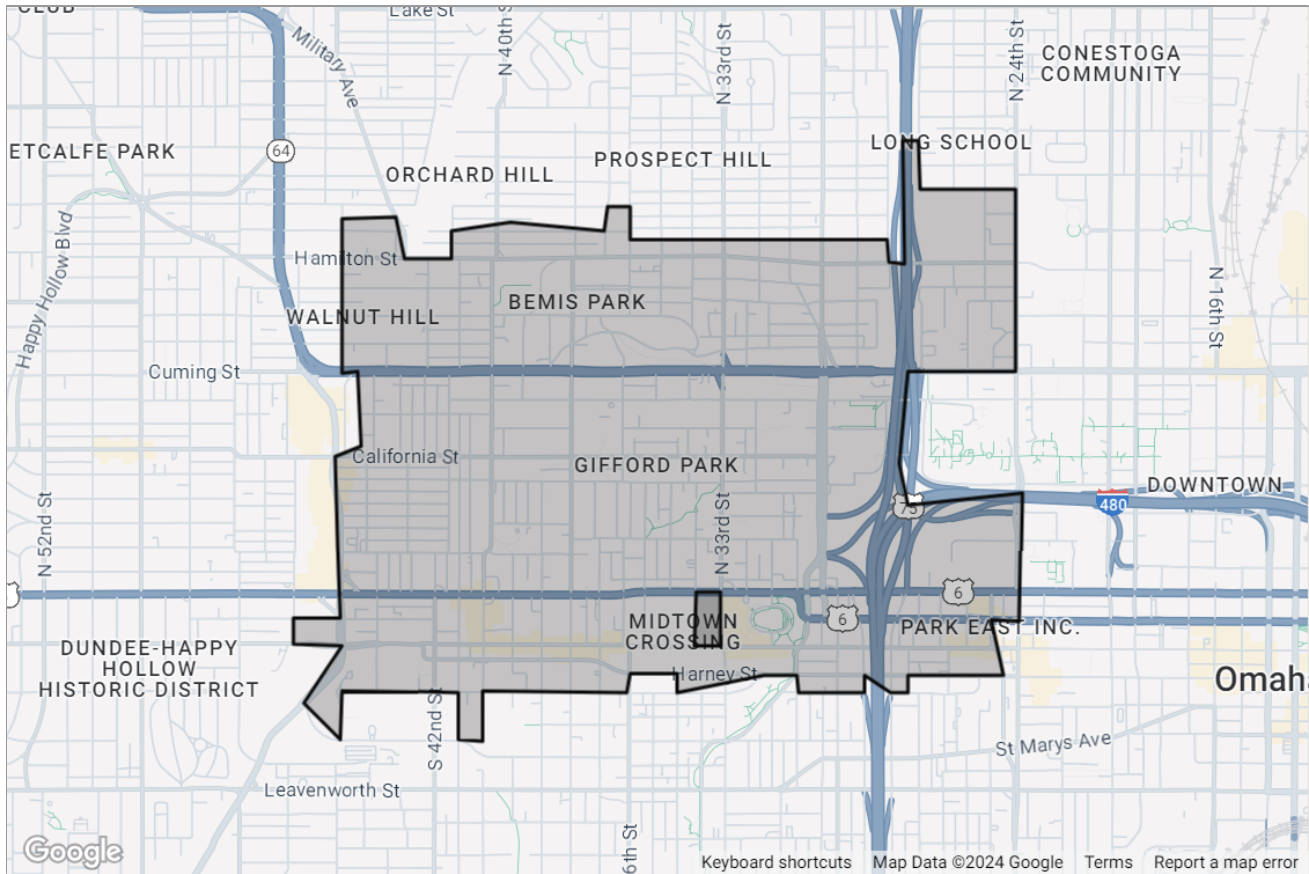 CLUB
Lake St
Military Ave
N 40th St
N 33rd St
N 24th St
CONESTOGA
COMMUNITY
ETCALFE PARK
64
ORCHARD HILL
PROSPECT HILL
LONG SCHOOL
Happy Hollow Blvd
Hamilton St
N 16th St
WALNUT HILL
BEMIS PARK
Cuming St
California St
GIFFORD PARK
DOWNTOWN
75
480
N 52nd St
N 33rd St
6
6
MIDTOWN
CROSSING
PARK EAST INC.
DUNDEE-HAPPY
HOLLOW
HISTORIC DISTRICT
Harney St
Omaha
S 42nd St
St Marys Ave
Leavenworth St
6th St
Google
Keyboard shortcuts
Map Data ©2024 Google
Terms
Report a map error